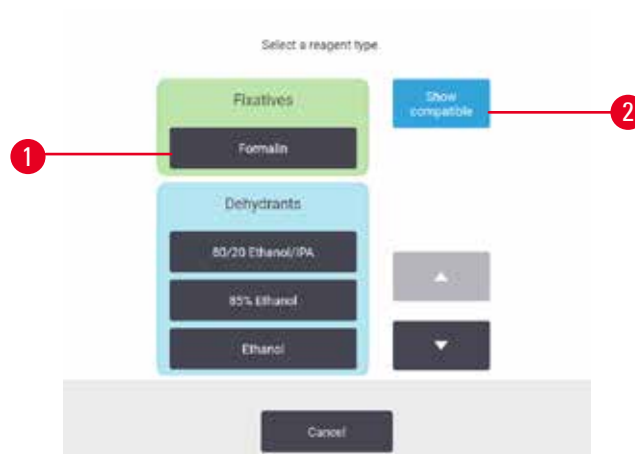 Select a reagent type
Fixatives
Show
compatible
2
1
Formalin
Dehydrants
80/20 Ethanol/IPA
85% Ethanol
Ethanol
Cancel